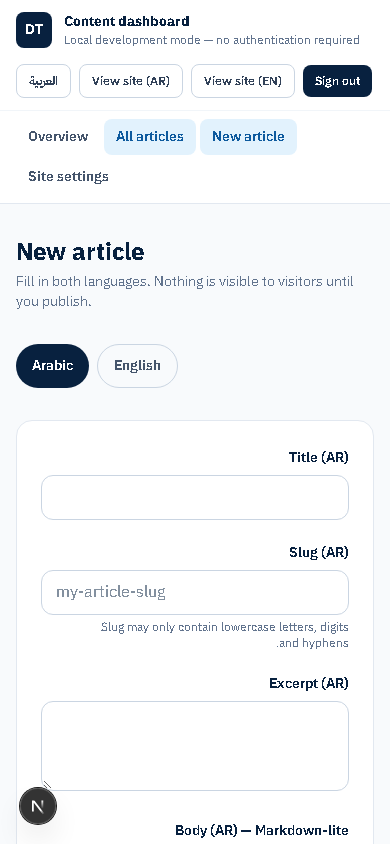 DT
Content dashboard
Local development mode — no authentication required
العربية
View site (AR)
View site (EN)
Sign out
Overview
All articles
New article
Site settings
New article
Fill in both languages. Nothing is visible to visitors until
you publish.
Arabic
English
Title (AR)
Slug (AR)
my-article-slug
Slug may only contain lowercase letters, digits
.and hyphens
Excerpt (AR)
N
Body (AR) — Markdown-lite